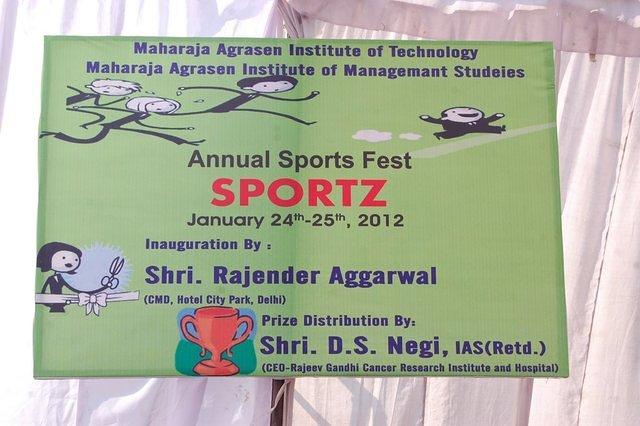 Maharaja Agrasen Institute of Technology
Maharaja Agrasen Institute of Managemant Studeies
Annual Sports Fest
SPORTZ
January 24th-25th, 2012
Inauguration By :
Shri. Rajender Aggarwal
(CMD, Hotel City Park, Delhi)
Prize Distribution By:
Shri. D.S. Negi, IAS(Retd.)
(CEO-Rajeev Gandhi Cancer Research Institute and Hospital)